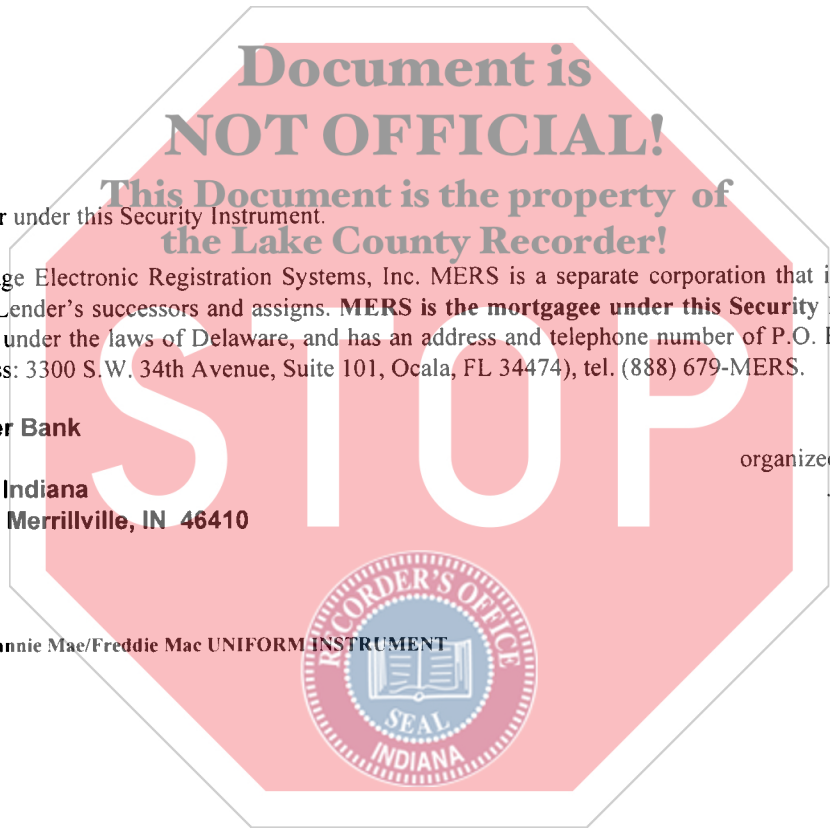 Document is
NOT OFFICIAL!
This Document is the property of
the Lake County Recorder!
r under this Security Instrument.
ge Electronic Registration Systems, Inc. MERS is a separate corporation that i
Lender's successors and assigns. MERS is the mortgagee under this Security
under the laws of Delaware, and has an address and telephone number of P.O.
ss: 3300 S.W. 34th Avenue, Suite 101, Ocala, FL 34474), tel. (888) 679-MERS.
STOP
er Bank
organized
Indiana
Merrillville, IN 46410
nnie Mae/Freddie Mac UNIFORM INSTRUMENT
RECORDER'S OFFICE
SEAL
INDIANA